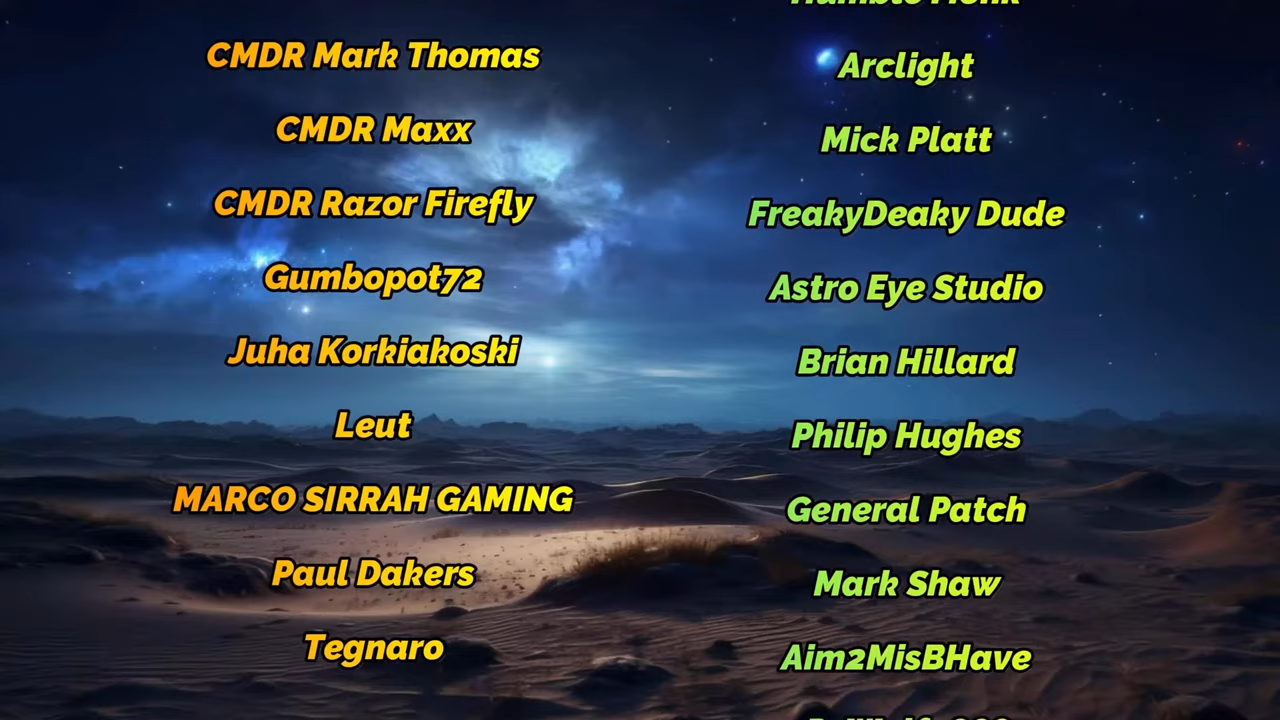 CMDR Mark Thomas
CMDR Maxx
CMDR Razor Firefly
Gumbopot72
Juha Korkiakoski
Leut
MARCO SIRRAH GAMING
Paul Dakers
Tegnaro
Arclight
Mick Platt
FreakyDeaky Dude
Astro Eye Studio
Brian Hillard
Philip Hughes
General Patch
Mark Shaw
Aim2MisBHave